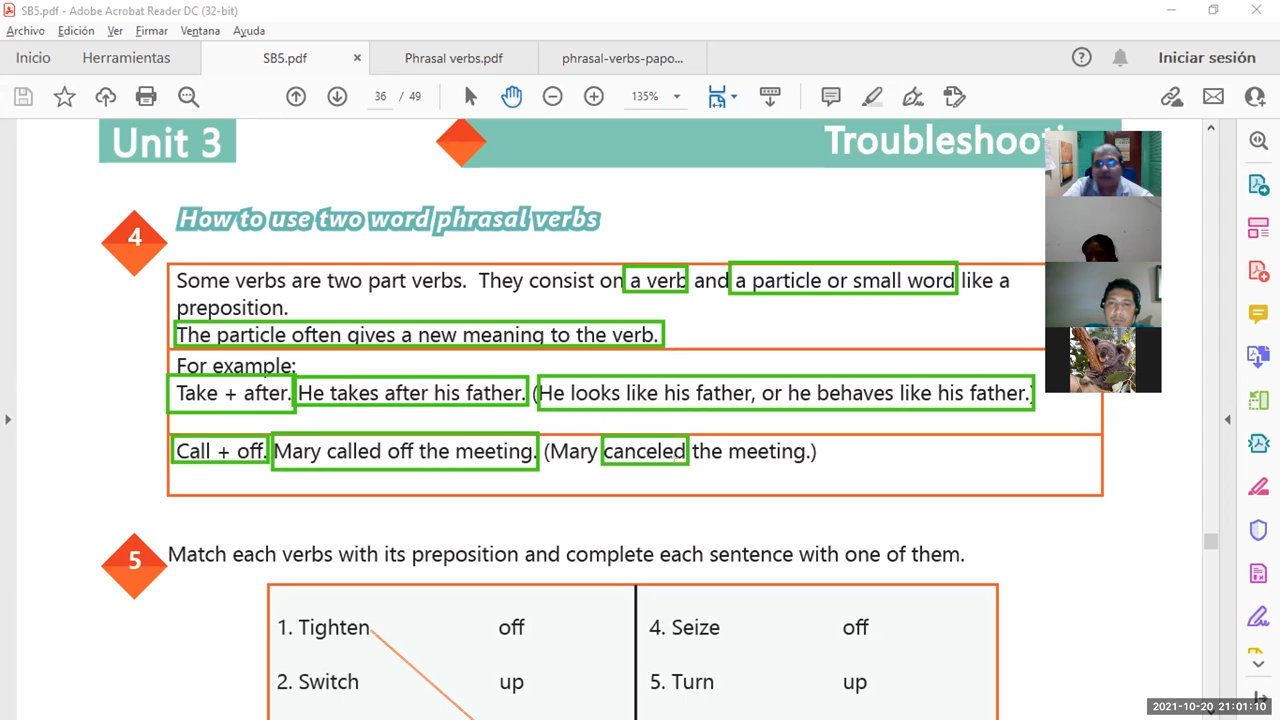 SB5.pdf - Adobe Acrobat Reader DC (32-bit)
Archivo Edición Ver Firmar Ventana Ayuda
Inicio Herramientas SB5.pdf × Phrasal verbs.pdf phrasal-verbs-papo... Iniciar sesión
36 / 49 135%
Unit 3
4
How to use two word phrasal verbs
Some verbs are two part verbs. They consist on a verb and a particle or small word like a
preposition.
The particle often gives a new meaning to the verb.
For example:
Take + after. He takes after his father. (He looks like his father, or he behaves like his father.)
Call + off. Mary called off the meeting. (Mary canceled the meeting.)
5
Match each verbs with its preposition and complete each sentence with one of them.
1. Tighten off 4. Seize off
2. Switch up 5. Turn up
2021-10-20 21:01:10